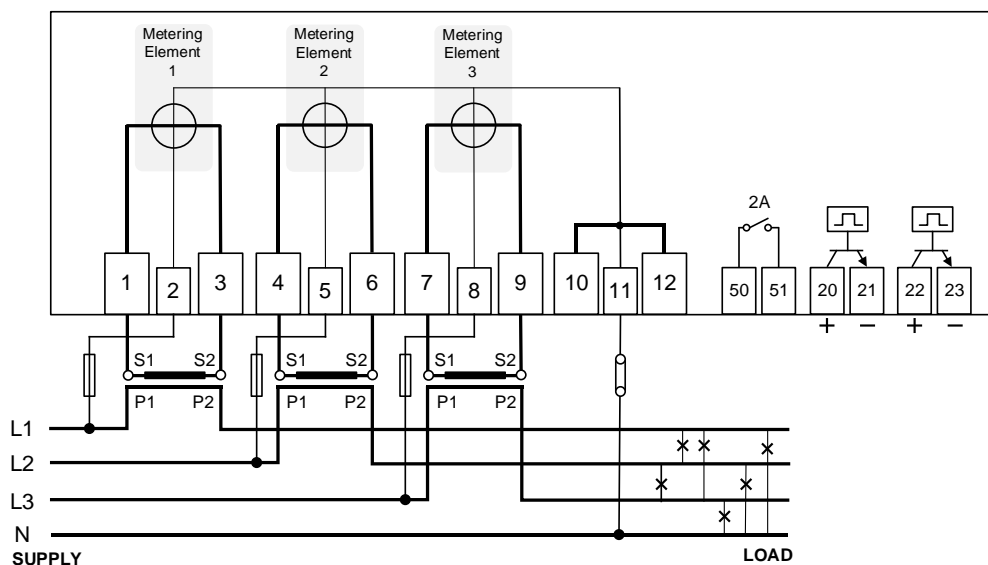 Metering Element 1
Metering Element 2
Metering Element 3
2A
1 2 3 4 5 6 7 8 9 10 11 12 50 51 20 21 22 23
+ − + −
S1 S2 S1 S2 S1 S2
P1 P2 P1 P2 P1 P2
L1
L2
L3
N
SUPPLY LOAD